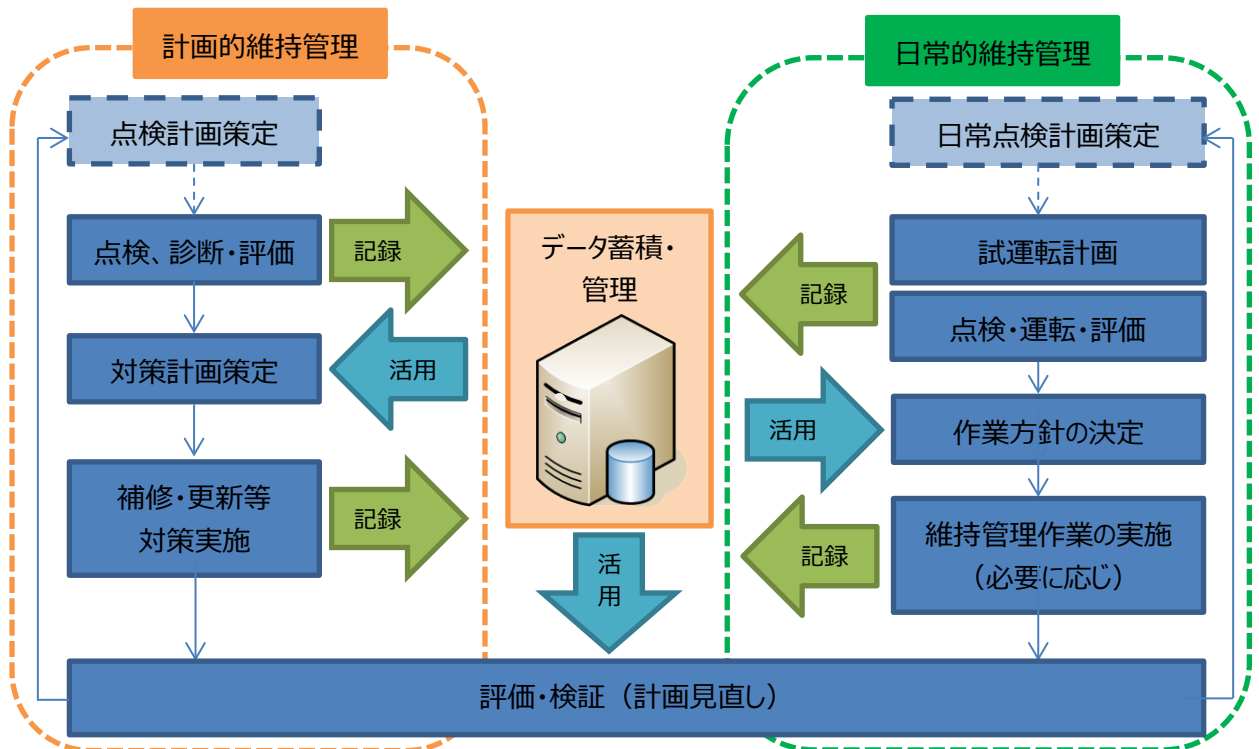 計画的維持管理
点検計画策定
点検、診断・評価
記録
対策計画策定
活用
補修・更新等
対策実施
記録
データ蓄積・
管理
活
用
日常的維持管理
日常点検計画策定
試運転計画
記録
点検・運転・評価
活用
作業方針の決定
記録
維持管理作業の実施
（必要に応じ）
評価・検証（計画見直し）